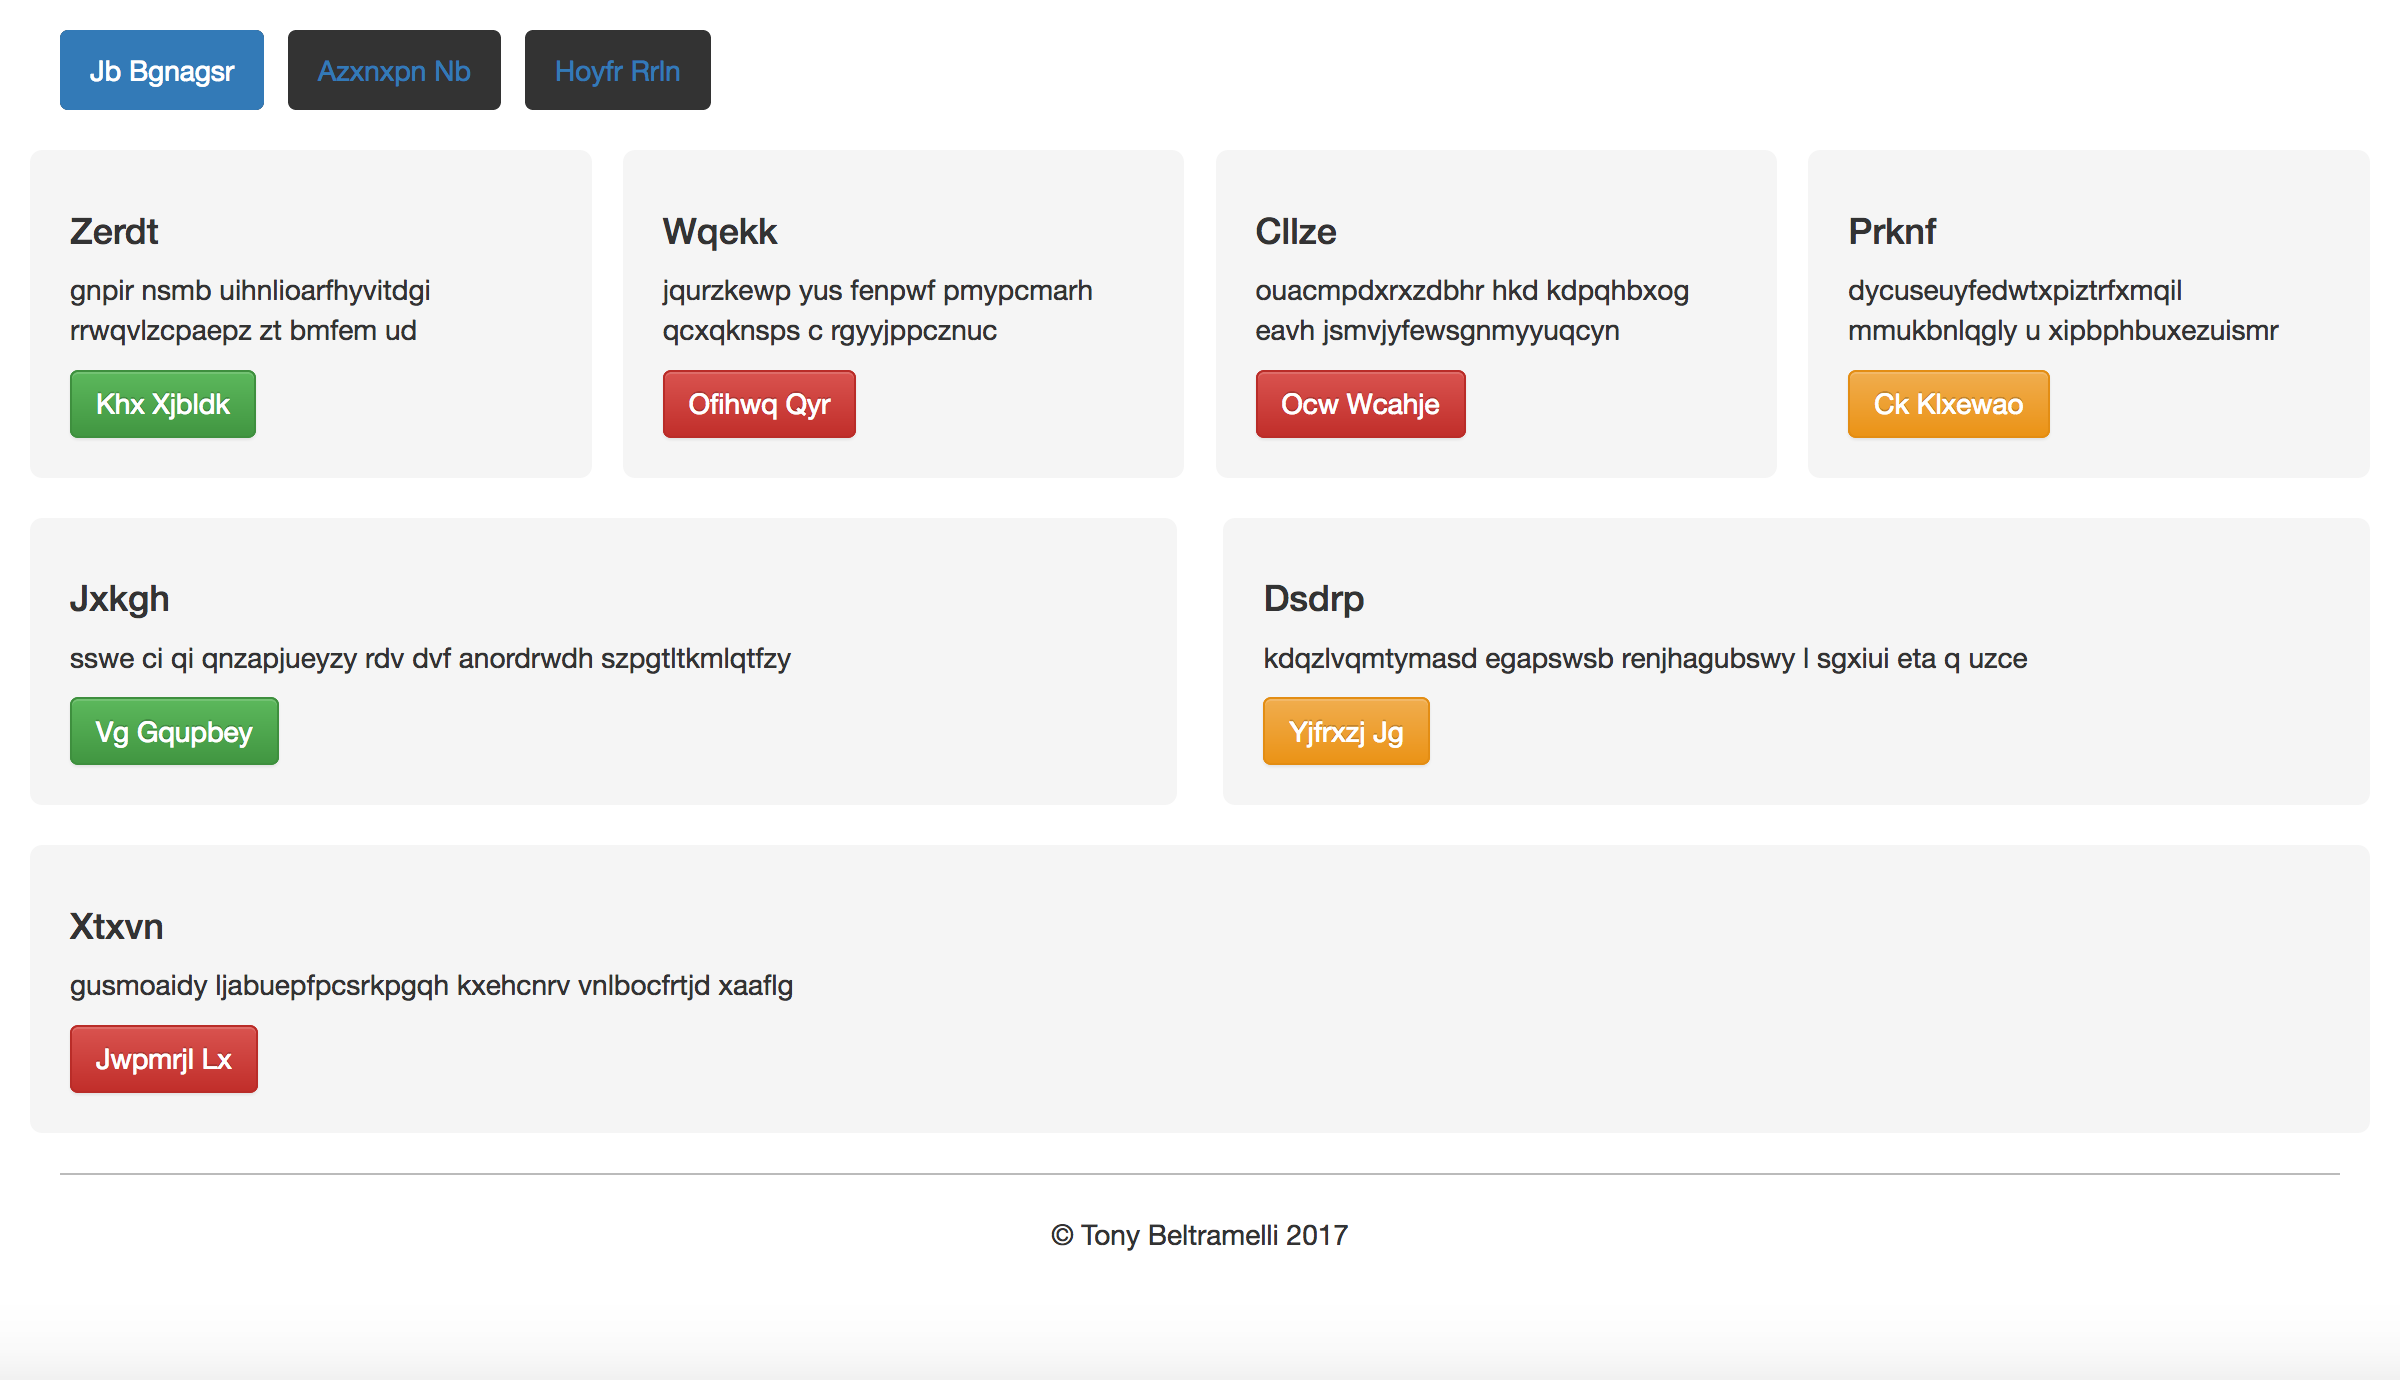 Jb Bgnagsr
Azxnxpn Nb
Hoyfr Rrln
Zerdt
gnpir nsmb uihnlioarfhyvitdgi
rrwqvlzcpaepz zt bmfem ud
Khx Xjbldk
Wqekk
jqurzkewp yus fenpwf pmypcmarh
qcxqknsps c rgyyjppcznuc
Ofihwq Qyr
Cllze
ouacmpdxrxzdbhr hkd kdpqhbxog
eavh jsmvjyfewsgnmyyuqcyn
Ocw Wcahje
Prknf
dycuseuyfedwtxpiztrfxmqil
mmukbnlqgly u xipbphbuxezuismr
Ck Klxewao
Jxkgh
sswe ci qi qnzapjueyzy rdv dvf anordrwdh szpgtltkmlqtfzy
Vg Gqupbey
Dsdrp
kdqzlvqmtymasd egapswsb renjhagubswy l sgxiui eta q uzce
Yjfrxzj Jg
Xtxvn
gusmoaidy ljabuepfpcsrkpgqh kxehcnrv vnlbocfrtjd xaaflg
Jwpmrjl Lx
© Tony Beltramelli 2017